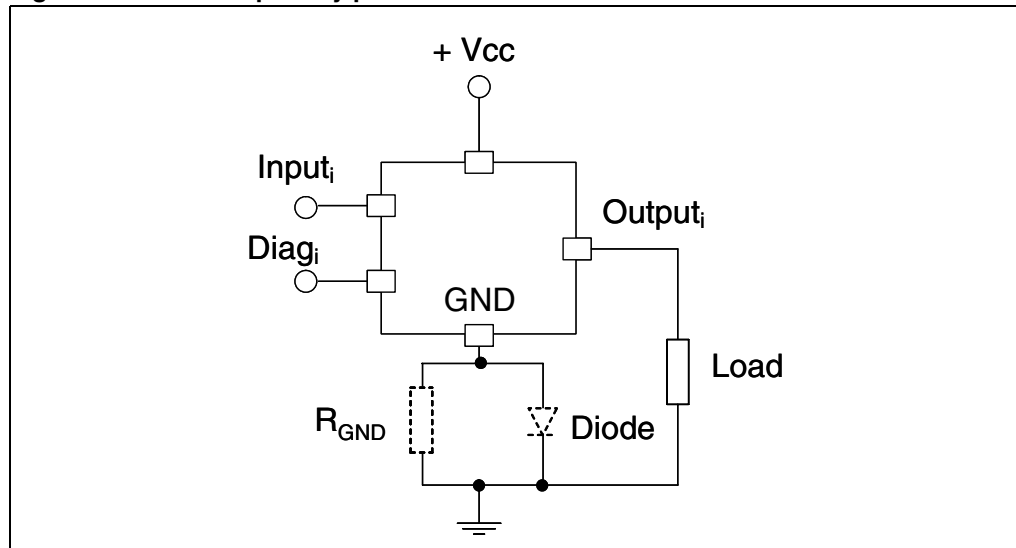 + Vcc
Inputᵢ
Outputᵢ
Diagᵢ
GND
Load
R_GND
Diode